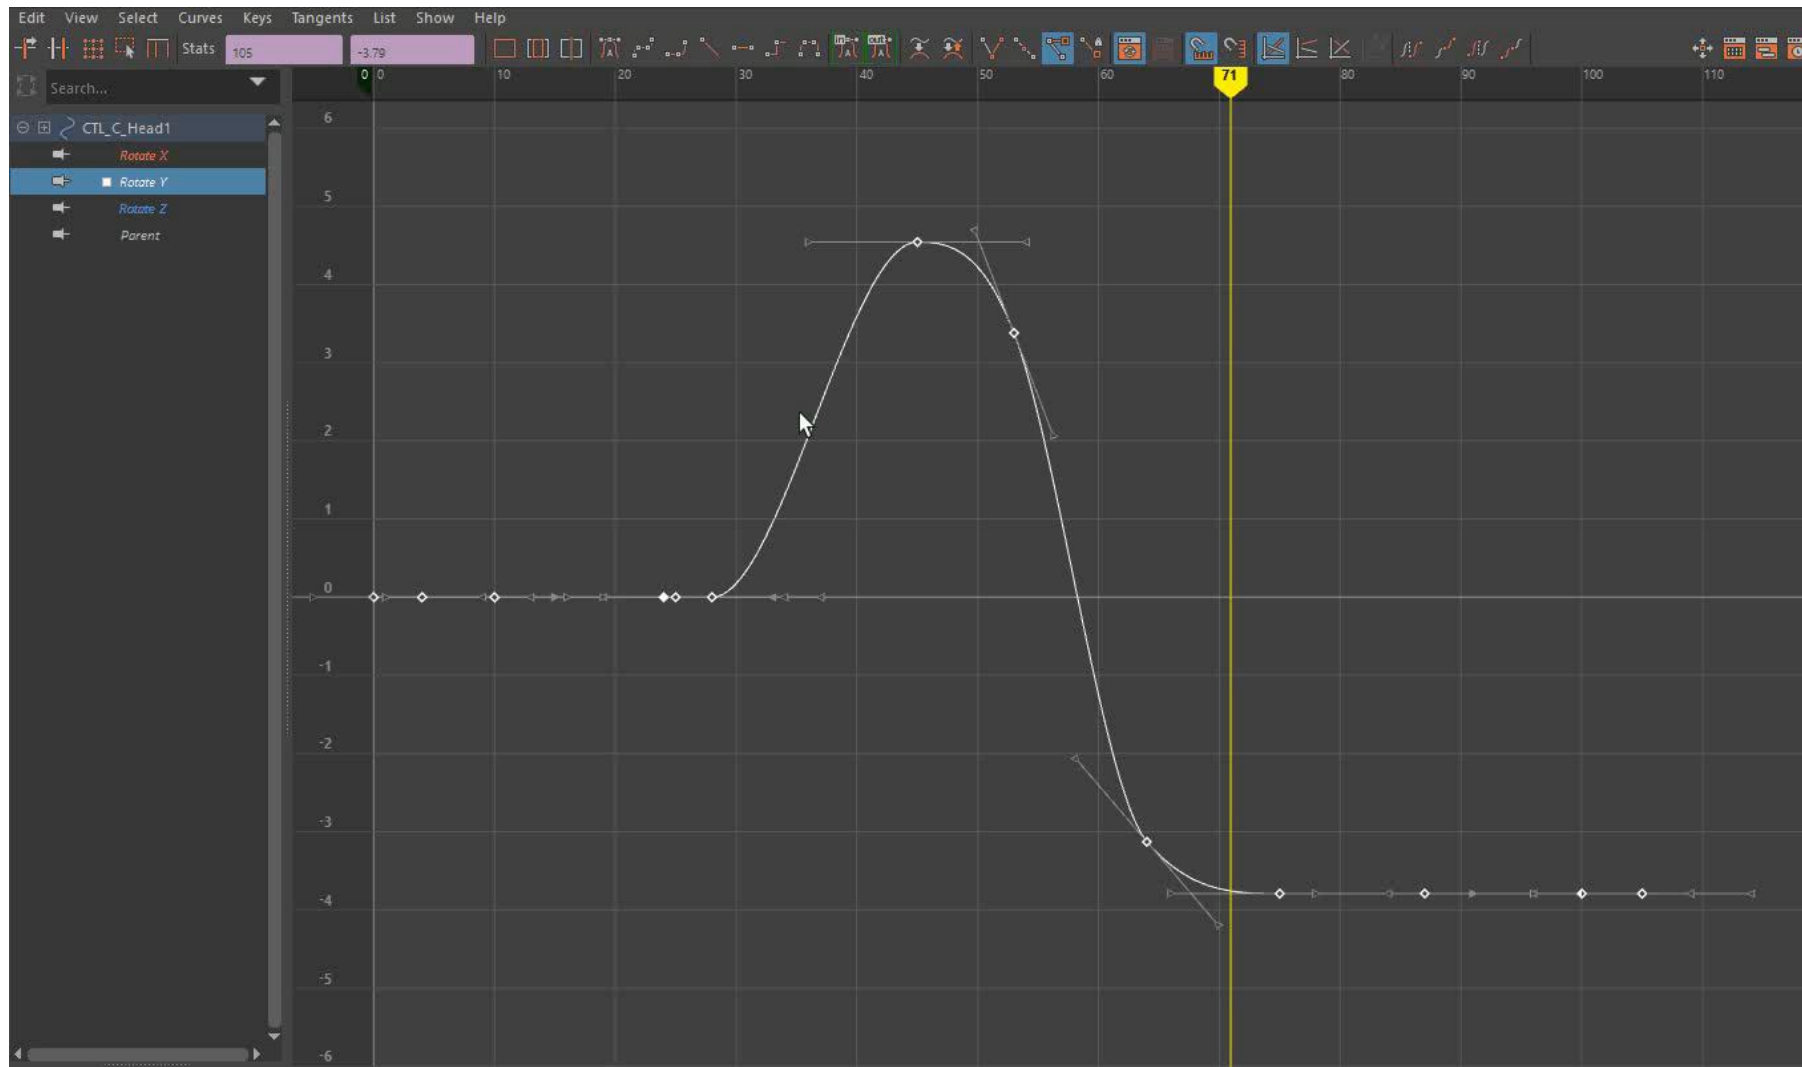 Edit View Select Curves Keys Tangents List Show Help
Stats 105 -3.79
Search...
0 0 10 20 30 40 50 60 71 80 90 100 110
CTL_C_Head1
Rotate X
Rotate Y
Rotate Z
Parent
6
5
4
3
2
1
0
-1
-2
-3
-4
-5
-6